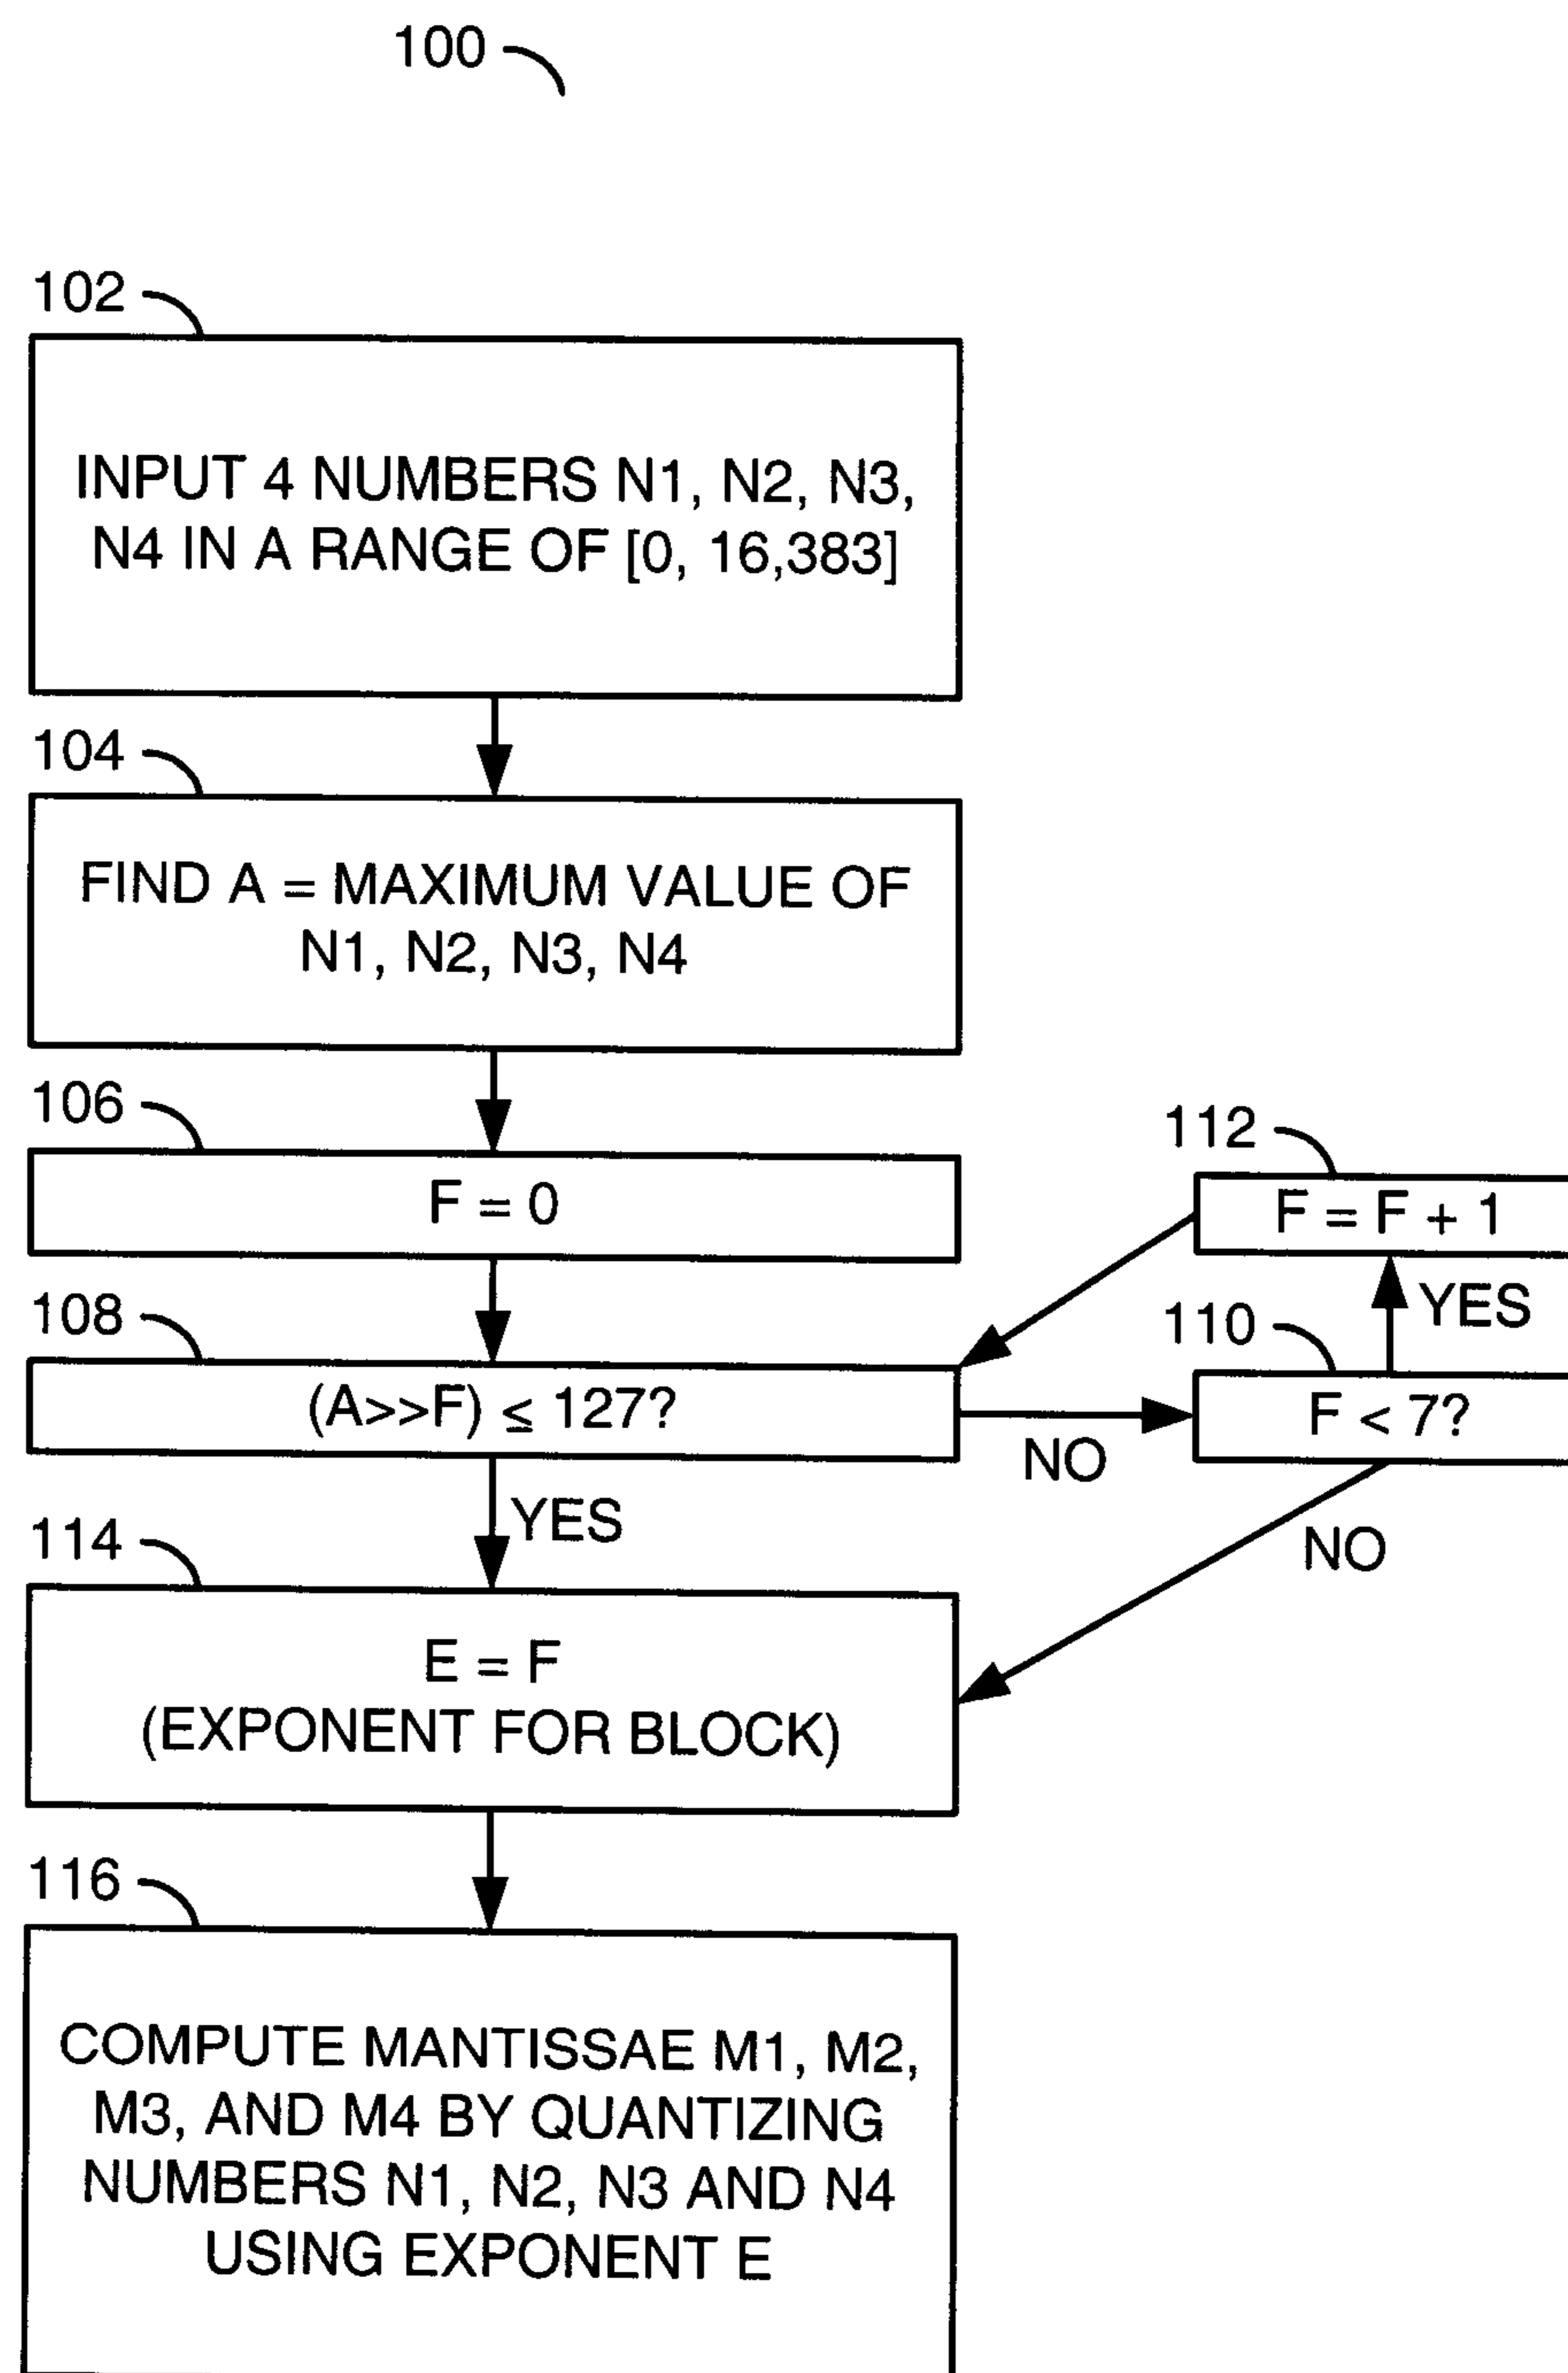 100
102
INPUT 4 NUMBERS N1, N2, N3,
N4 IN A RANGE OF [0, 16,383]
104
FIND A = MAXIMUM VALUE OF
N1, N2, N3, N4
106
F = 0
112
F = F + 1
108
(A>>F) ≤ 127?
110
YES
F < 7?
NO
YES
NO
114
E = F
(EXPONENT FOR BLOCK)
116
COMPUTE MANTISSAE M1, M2,
M3, AND M4 BY QUANTIZING
NUMBERS N1, N2, N3 AND N4
USING EXPONENT E